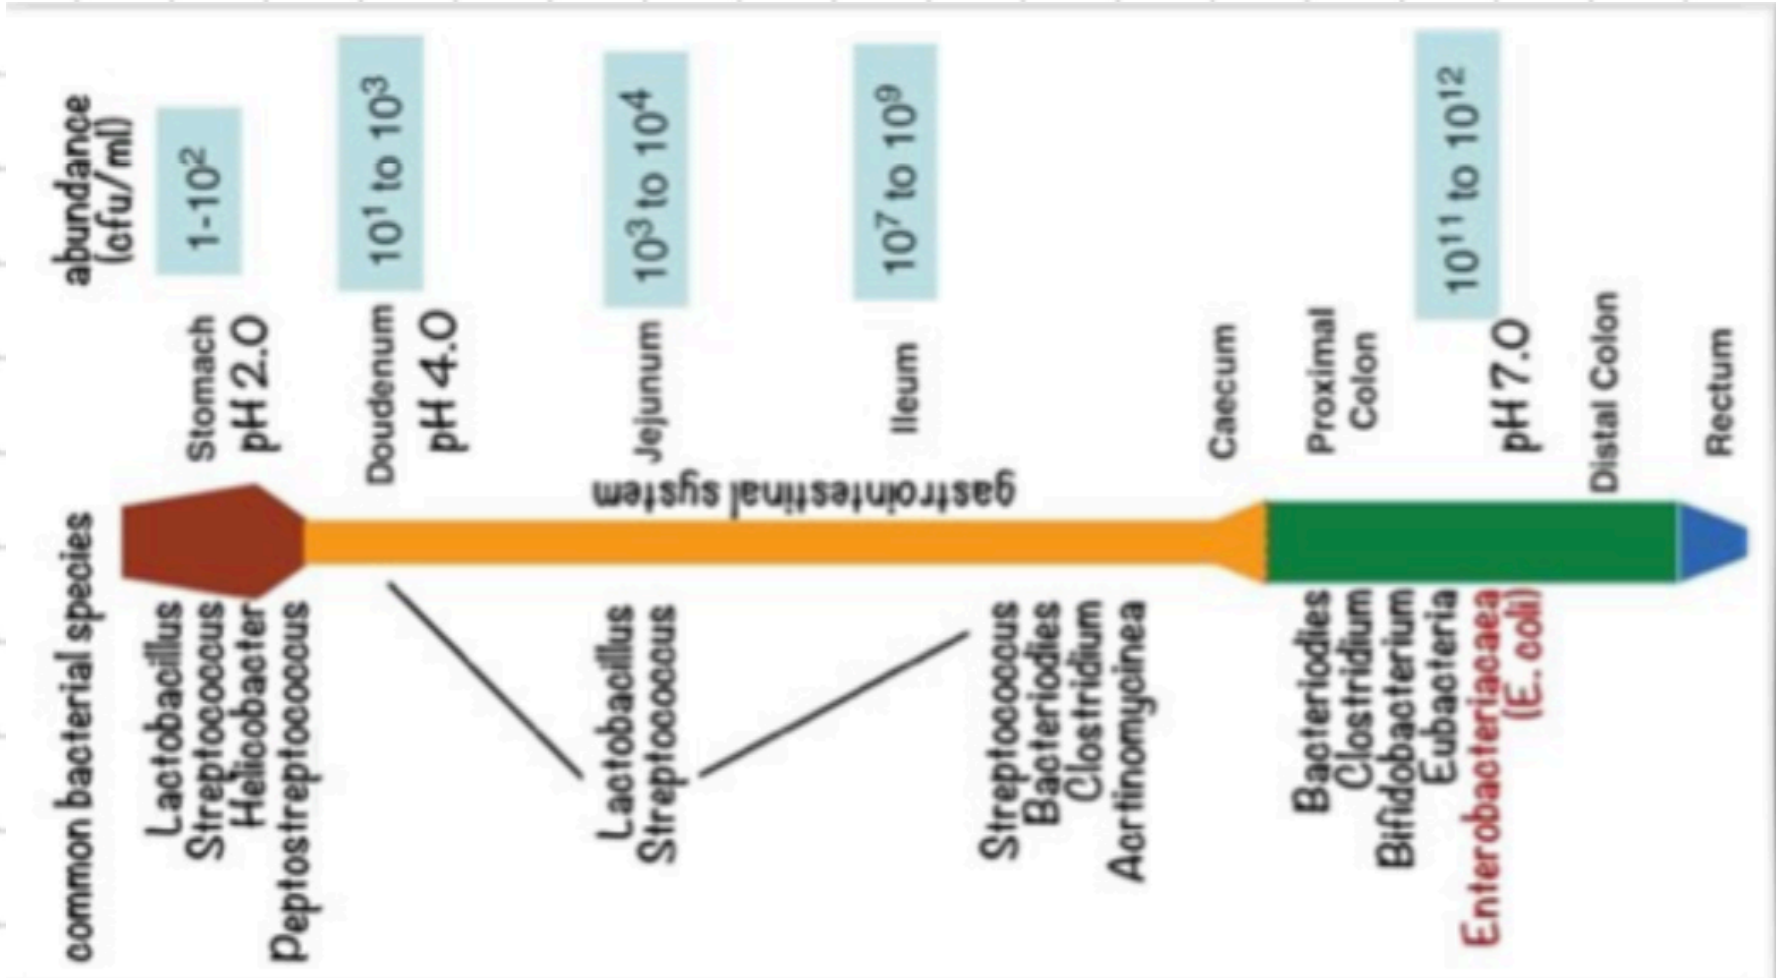 common bacterial species
abundance
(cfu/ml)
Lactobacillus
Streptococcus
Helicobacter
Peptostreptococcus
Stomach
pH 2.0
1-10²
Doudenum
pH 4.0
10¹ to 10³
Lactobacillus
Streptococcus
gastrointestinal system
Jejunum
10³ to 10⁴
Ileum
10⁷ to 10⁹
Streptococcus
Bacteriodies
Clostridium
Aortinomycinea
Caecum
Bacteriodies
Clostridium
Bifidobacterium
Eubacteria
Enterobacteriacaea
(E. coli)
Proximal
Colon
10¹¹ to 10¹²
pH 7.0
Distal Colon
Rectum